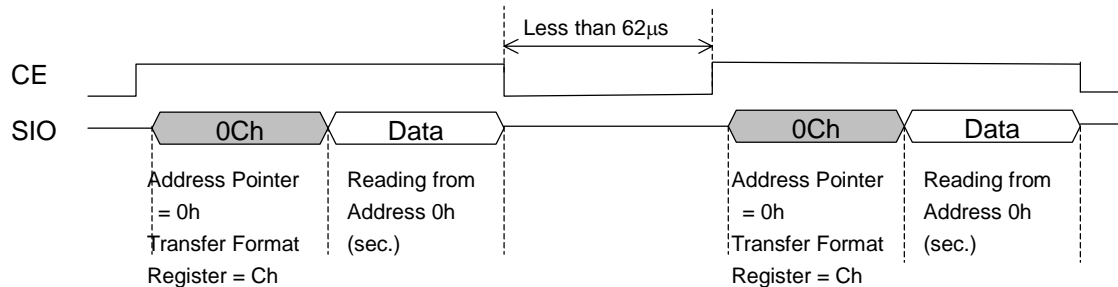 Less than 62μs
CE
SIO
0Ch
Data
0Ch
Data
Address Pointer
= 0h
Transfer Format
Register = Ch
Reading from
Address 0h
(sec.)
Address Pointer
= 0h
Transfer Format
Register = Ch
Reading from
Address 0h
(sec.)